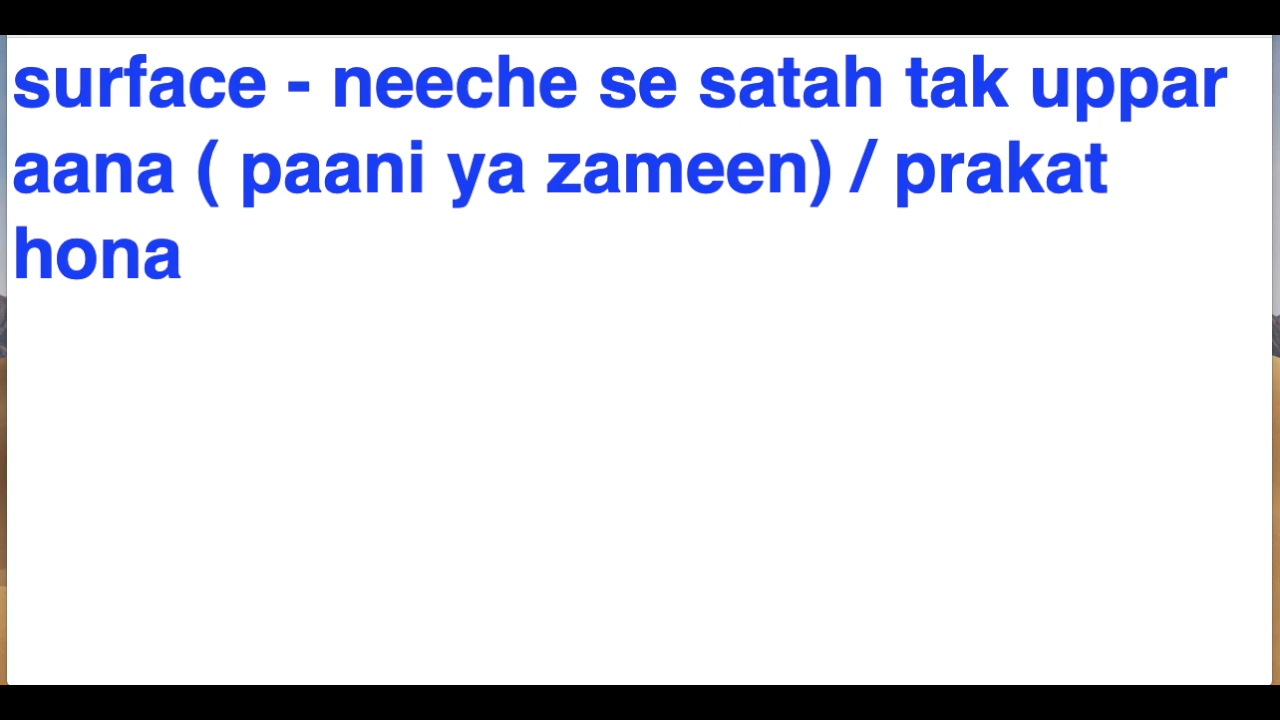 surface - neeche se satah tak uppar
aana ( paani ya zameen) / prakat
hona